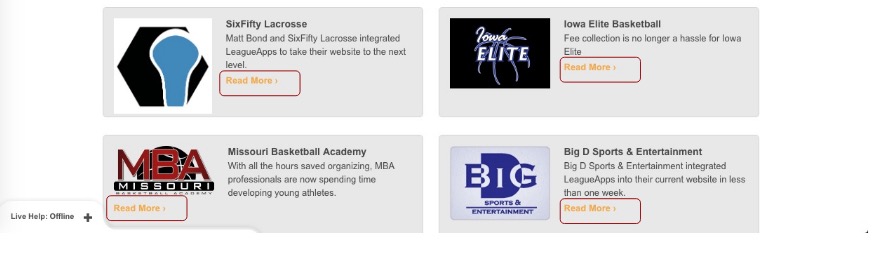 SixFifty Lacrosse
Matt Bond and SixFifty Lacrosse integrated
LeagueApps to take their website to the next
level.
Read More ›
Iowa Elite Basketball
Fee collection is no longer a hassle for Iowa
Elite
Read More ›
Iowa
ELITE
Missouri Basketball Academy
With all the hours saved organizing, MBA
professionals are now spending time
developing young athletes.
Read More ›
MBA
MISSOURI
BASKETBALL ACADEMY
Big D Sports & Entertainment
Big D Sports & Entertainment integrated
LeagueApps into their current website in less
than one week.
Read More ›
D
BIG
SPORTS &
ENTERTAINMENT
Live Help: Offline +